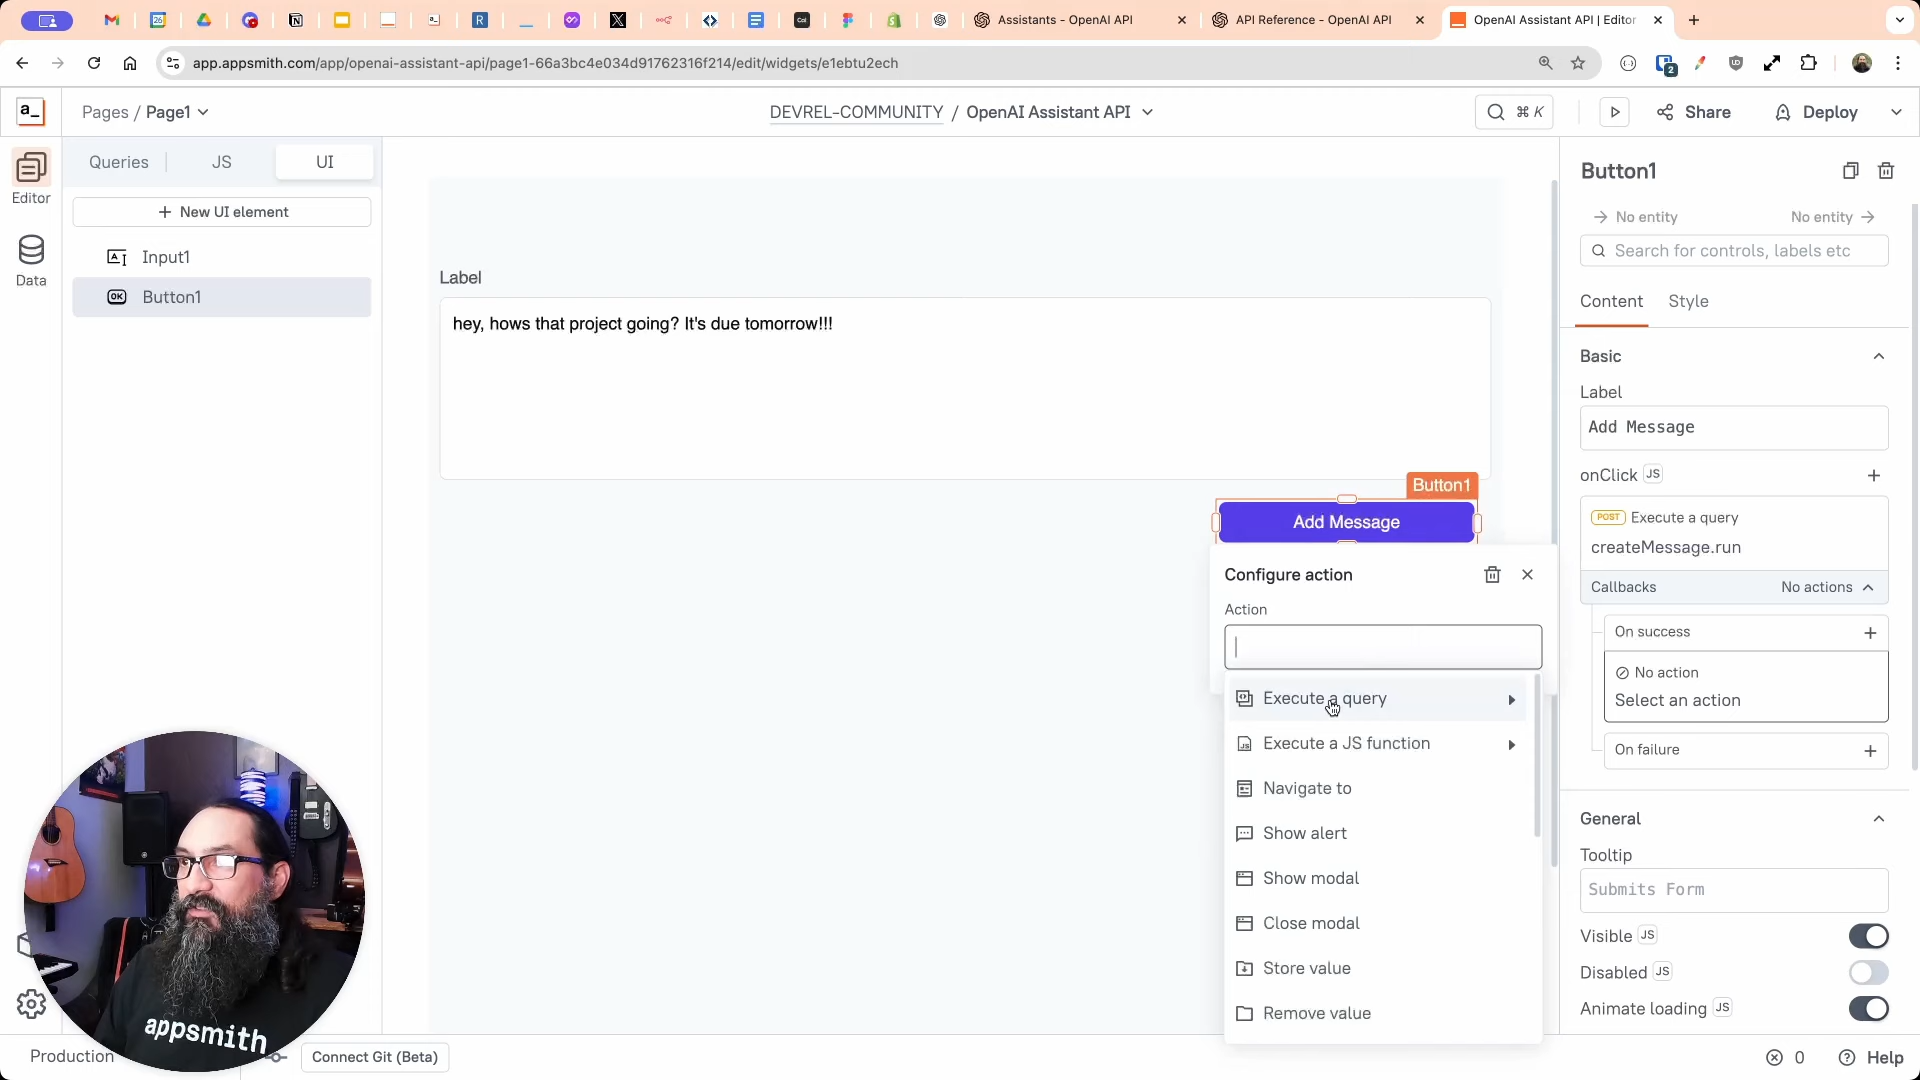 Assistants - OpenAI API
API Reference - OpenAI API
OpenAI Assistant API | Editor
app.appsmith.com/app/openai-assistant-api/page1-66a3bc4e034d91762316f214/edit/widgets/e1ebtu2ech
2
a_
Pages / Page1
DEVREL-COMMUNITY / OpenAI Assistant API
⌘ K
Share
Deploy
Editor
Data
Queries
JS
UI
+ New UI element
Input1
Button1
Label
hey, hows that project going? It's due tomorrow!!!
Button1
Add Message
Configure action
Action
Execute a query
Execute a JS function
Navigate to
Show alert
Show modal
Close modal
Store value
Remove value
Button1
No entity
No entity
Search for controls, labels etc
Content
Style
Basic
Label
Add Message
onClick JS
POST Execute a query
createMessage.run
Callbacks
No actions
On success
No action
Select an action
On failure
General
Tooltip
Submits Form
Visible JS
Disabled JS
Animate loading JS
appsmith
Production
Connect Git (Beta)
0
Help